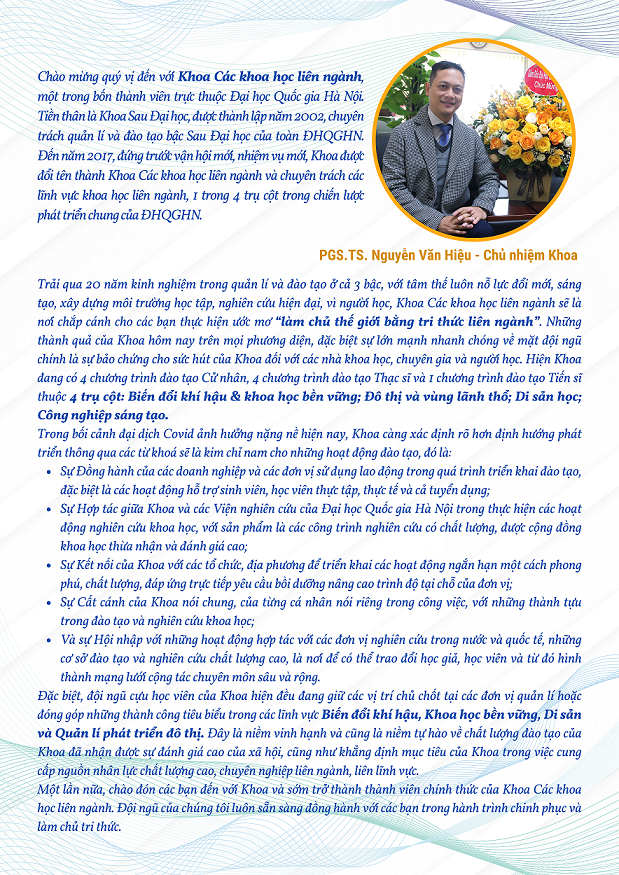 Chào mừng quý vị đến với Khoa Các khoa học liên ngành,
một trong bốn thành viên trực thuộc Đại học Quốc gia Hà Nội.
Tiền thân là Khoa Sau Đại học, được thành lập năm 2002, chuyên
trách quản lí và đào tạo bậc Sau Đại học của toàn ĐHQGHN.
Đến năm 2017, đứng trước vận hội mới, nhiệm vụ mới, Khoa được
đổi tên thành Khoa Các khoa học liên ngành và chuyên trách các
lĩnh vực khoa học liên ngành, 1 trong 4 trụ cột trong chiến lược
phát triển chung của ĐHQGHN.
PGS.TS. Nguyễn Văn Hiệu - Chủ nhiệm Khoa
Trải qua 20 năm kinh nghiệm trong quản lí và đào tạo ở cả 3 bậc, với tâm thế luôn nỗ lực đổi mới, sáng
tạo, xây dựng môi trường học tập, nghiên cứu hiện đại, vì người học, Khoa Các khoa học liên ngành sẽ là
nơi chắp cánh cho các bạn thực hiện ước mơ “làm chủ thế giới bằng tri thức liên ngành”. Những
thành quả của Khoa hôm nay trên mọi phương diện, đặc biệt sự lớn mạnh nhanh chóng về mặt đội ngũ
chính là sự bảo chứng cho sức hút của Khoa đối với các nhà khoa học, chuyên gia và người học. Hiện Khoa
đang có 4 chương trình đào tạo Cử nhân, 4 chương trình đào tạo Thạc sĩ và 1 chương trình đào tạo Tiến sĩ
thuộc 4 trụ cột: Biến đổi khí hậu & khoa học bền vững; Đô thị và vùng lãnh thổ; Di sản học;
Công nghiệp sáng tạo.
Trong bối cảnh đại dịch Covid ảnh hưởng nặng nề hiện nay, Khoa càng xác định rõ hơn định hướng phát
triển thông qua các từ khoá sẽ là kim chỉ nam cho những hoạt động đào tạo, đó là:
• Sự Đồng hành của các doanh nghiệp và các đơn vị sử dụng lao động trong quá trình triển khai đào tạo,
đặc biệt là các hoạt động hỗ trợ sinh viên, học viên thực tập, thực tế và cả tuyển dụng;
• Sự Hợp tác giữa Khoa và các Viện nghiên cứu của Đại học Quốc gia Hà Nội trong thực hiện các hoạt
động nghiên cứu khoa học, với sản phẩm là các công trình nghiên cứu có chất lượng, được cộng đồng
khoa học thừa nhận và đánh giá cao;
• Sự Kết nối của Khoa với các tổ chức, địa phương để triển khai các hoạt động ngắn hạn một cách phong
phú, chất lượng, đáp ứng trực tiếp yêu cầu bồi dưỡng nâng cao trình độ tại chỗ của đơn vị;
• Sự Cất cánh của Khoa nói chung, của từng cá nhân nói riêng trong công việc, với những thành tựu
trong đào tạo và nghiên cứu khoa học;
• Và sự Hội nhập với những hoạt động hợp tác với các đơn vị nghiên cứu trong nước và quốc tế, những
cơ sở đào tạo và nghiên cứu chất lượng cao, là nơi để có thể trao đổi học giả, học viên và từ đó hình
thành mạng lưới cộng tác chuyên môn sâu và rộng.
Đặc biệt, đội ngũ cựu học viên của Khoa hiện đều đang giữ các vị trí chủ chốt tại các đơn vị quản lí hoặc
đóng góp những thành công tiêu biểu trong các lĩnh vực Biến đổi khí hậu, Khoa học bền vững, Di sản
và Quản lí phát triển đô thị. Đây là niềm vinh hạnh và cũng là niềm tự hào về chất lượng đào tạo của
Khoa đã nhận được sự đánh giá cao của xã hội, cũng như khẳng định mục tiêu của Khoa trong việc cung
cấp nguồn nhân lực chất lượng cao, chuyên nghiệp liên ngành, liên lĩnh vực.
Một lần nữa, chào đón các bạn đến với Khoa và sớm trở thành thành viên chính thức của Khoa Các khoa
học liên ngành. Đội ngũ của chúng tôi luôn sẵn sàng đồng hành với các bạn trong hành trình chinh phục và
làm chủ tri thức.